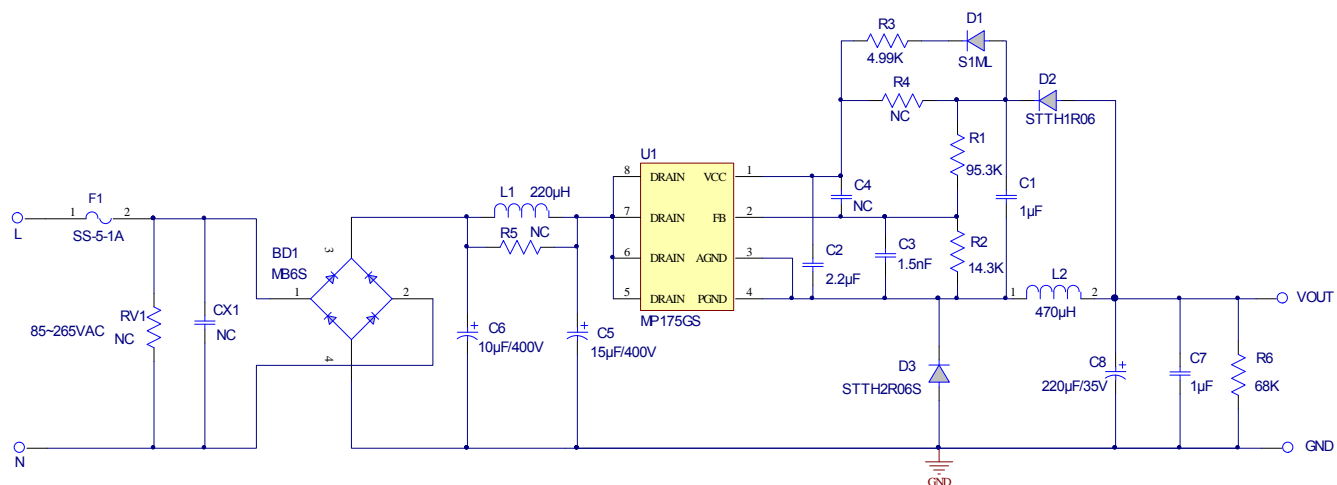 R3
4.99K
D1
S1ML
R4
NC
D2
STTH1R06
R1
95.3K
C1
1µF
U1
8 DRAIN VCC 1
7 DRAIN FB 2
6 DRAIN AGND 3
5 DRAIN PGND 4
MP175GS
C4
NC
C2
2.2µF
C3
1.5nF
R2
14.3K
F1
1 2
L
SS-5-1A
L1 220µH
R5 NC
BD1
MB6S
3
1 2
4
RV1
NC
85~265VAC
CX1
NC
C6
10µF/400V
C5
15µF/400V
L2
1 2
470µH
VOUT
D3
STTH2R06S
C8
220µF/35V
C7
1µF
R6
68K
N
GND
GND